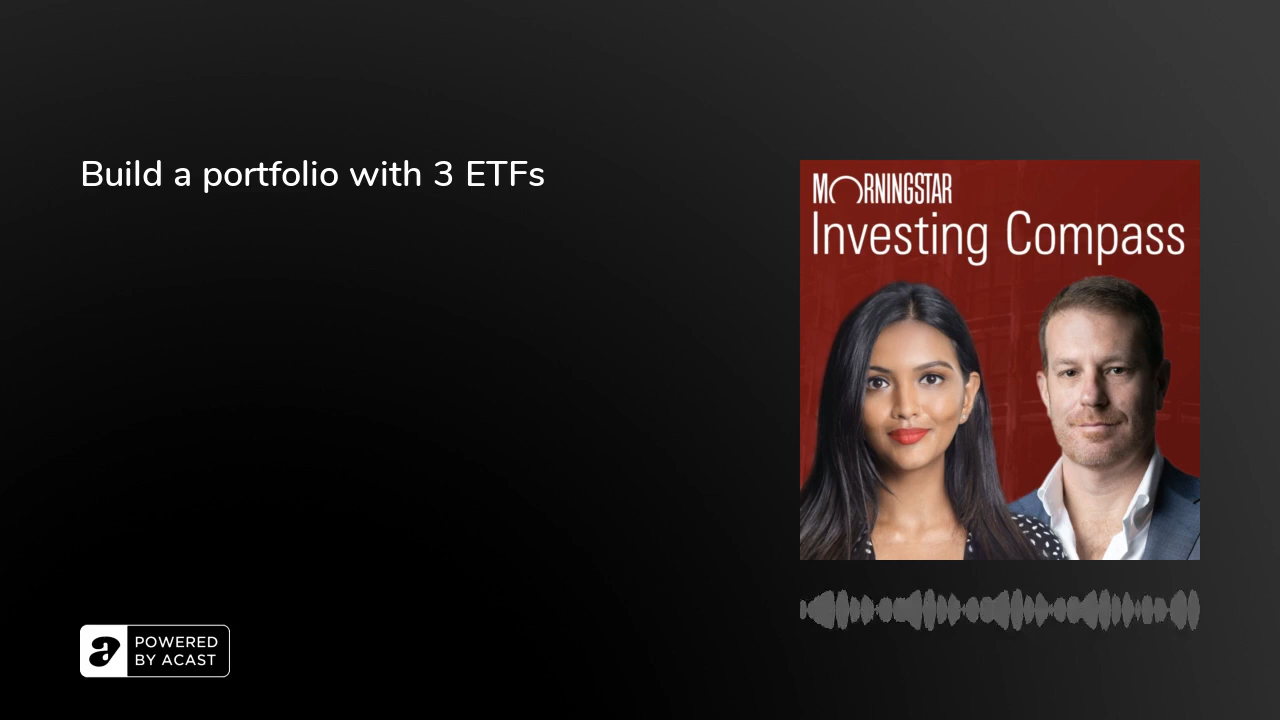 Build a portfolio with 3 ETFs
MORNINGSTAR
Investing Compass
a POWERED
BY ACAST